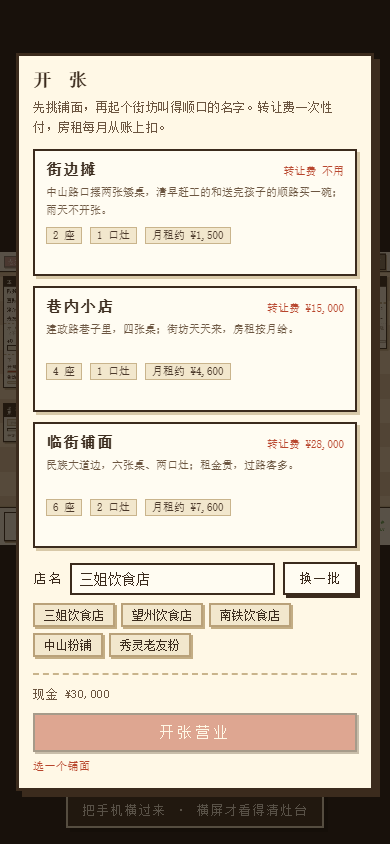 开 张
先挑铺面，再起个街坊叫得顺口的名字。转让费一次性
付，房租每月从账上扣。
街边摊 转让费 不用
中山路口摆两张矮桌，清早赶工的和送完孩子的顺路买一碗；
雨天不开张。
2 座 1 口灶 月租约 ¥1,500
巷内小店 转让费 ¥15,000
建政路巷子里，四张桌；街坊天天来，房租按月给。
4 座 1 口灶 月租约 ¥4,600
临街铺面 转让费 ¥28,000
民族大道边，六张桌、两口灶；租金贵，过路客多。
6 座 2 口灶 月租约 ¥7,600
店名 三姐饮食店 换一批
三姐饮食店 望州饮食店 南铁饮食店
中山粉铺 秀灵老友粉
现金 ¥30,000
开张营业
选一个铺面
把手机横过来 · 横屏才看得清灶台